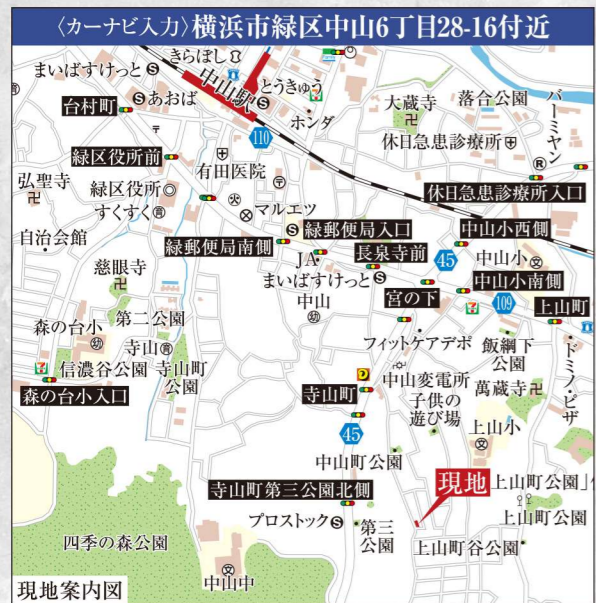 〈カーナビ入力〉横浜市緑区中山6丁目28-16付近
きらぼし
まいばすけっと
中山駅
とうきゅう
あおば
台村町
ホンダ
大蔵寺
落合公園
バーミヤン
110
休日急患診療所
緑区役所前
有田医院
弘聖寺
緑区役所
すくすく
マルエツ
休日急患診療所入口
緑郵便局入口
中山小西側
自治会館
緑郵便局南側
JA
長泉寺前
45
中山小
慈眼寺
まいばすけっと
中山
宮の下
中山小南側
109
上山町
森の台小
第二公園
フィットケアデポ
飯綱下
公園
寺山
信濃谷公園
寺山町
公園
中山変電所
萬蔵寺
ドミノ・ピザ
森の台小入口
寺山町
子供の
遊び場
上山小
45
中山町公園
寺山町第三公園北側
現地
上山町公園
プロストック
第三
公園
上山町公園
四季の森公園
上山町谷公園
中山中
現地案内図